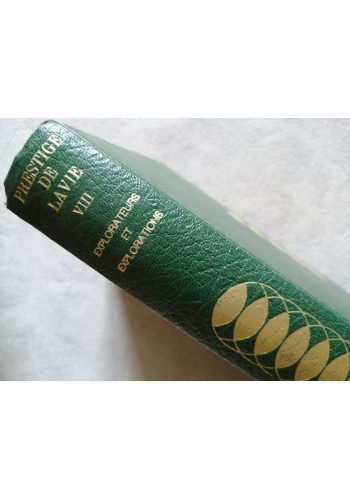 PRESTIGE
DE
LA VIE
VIII
EXPLORATEURS
ET
EXPLORATIONS